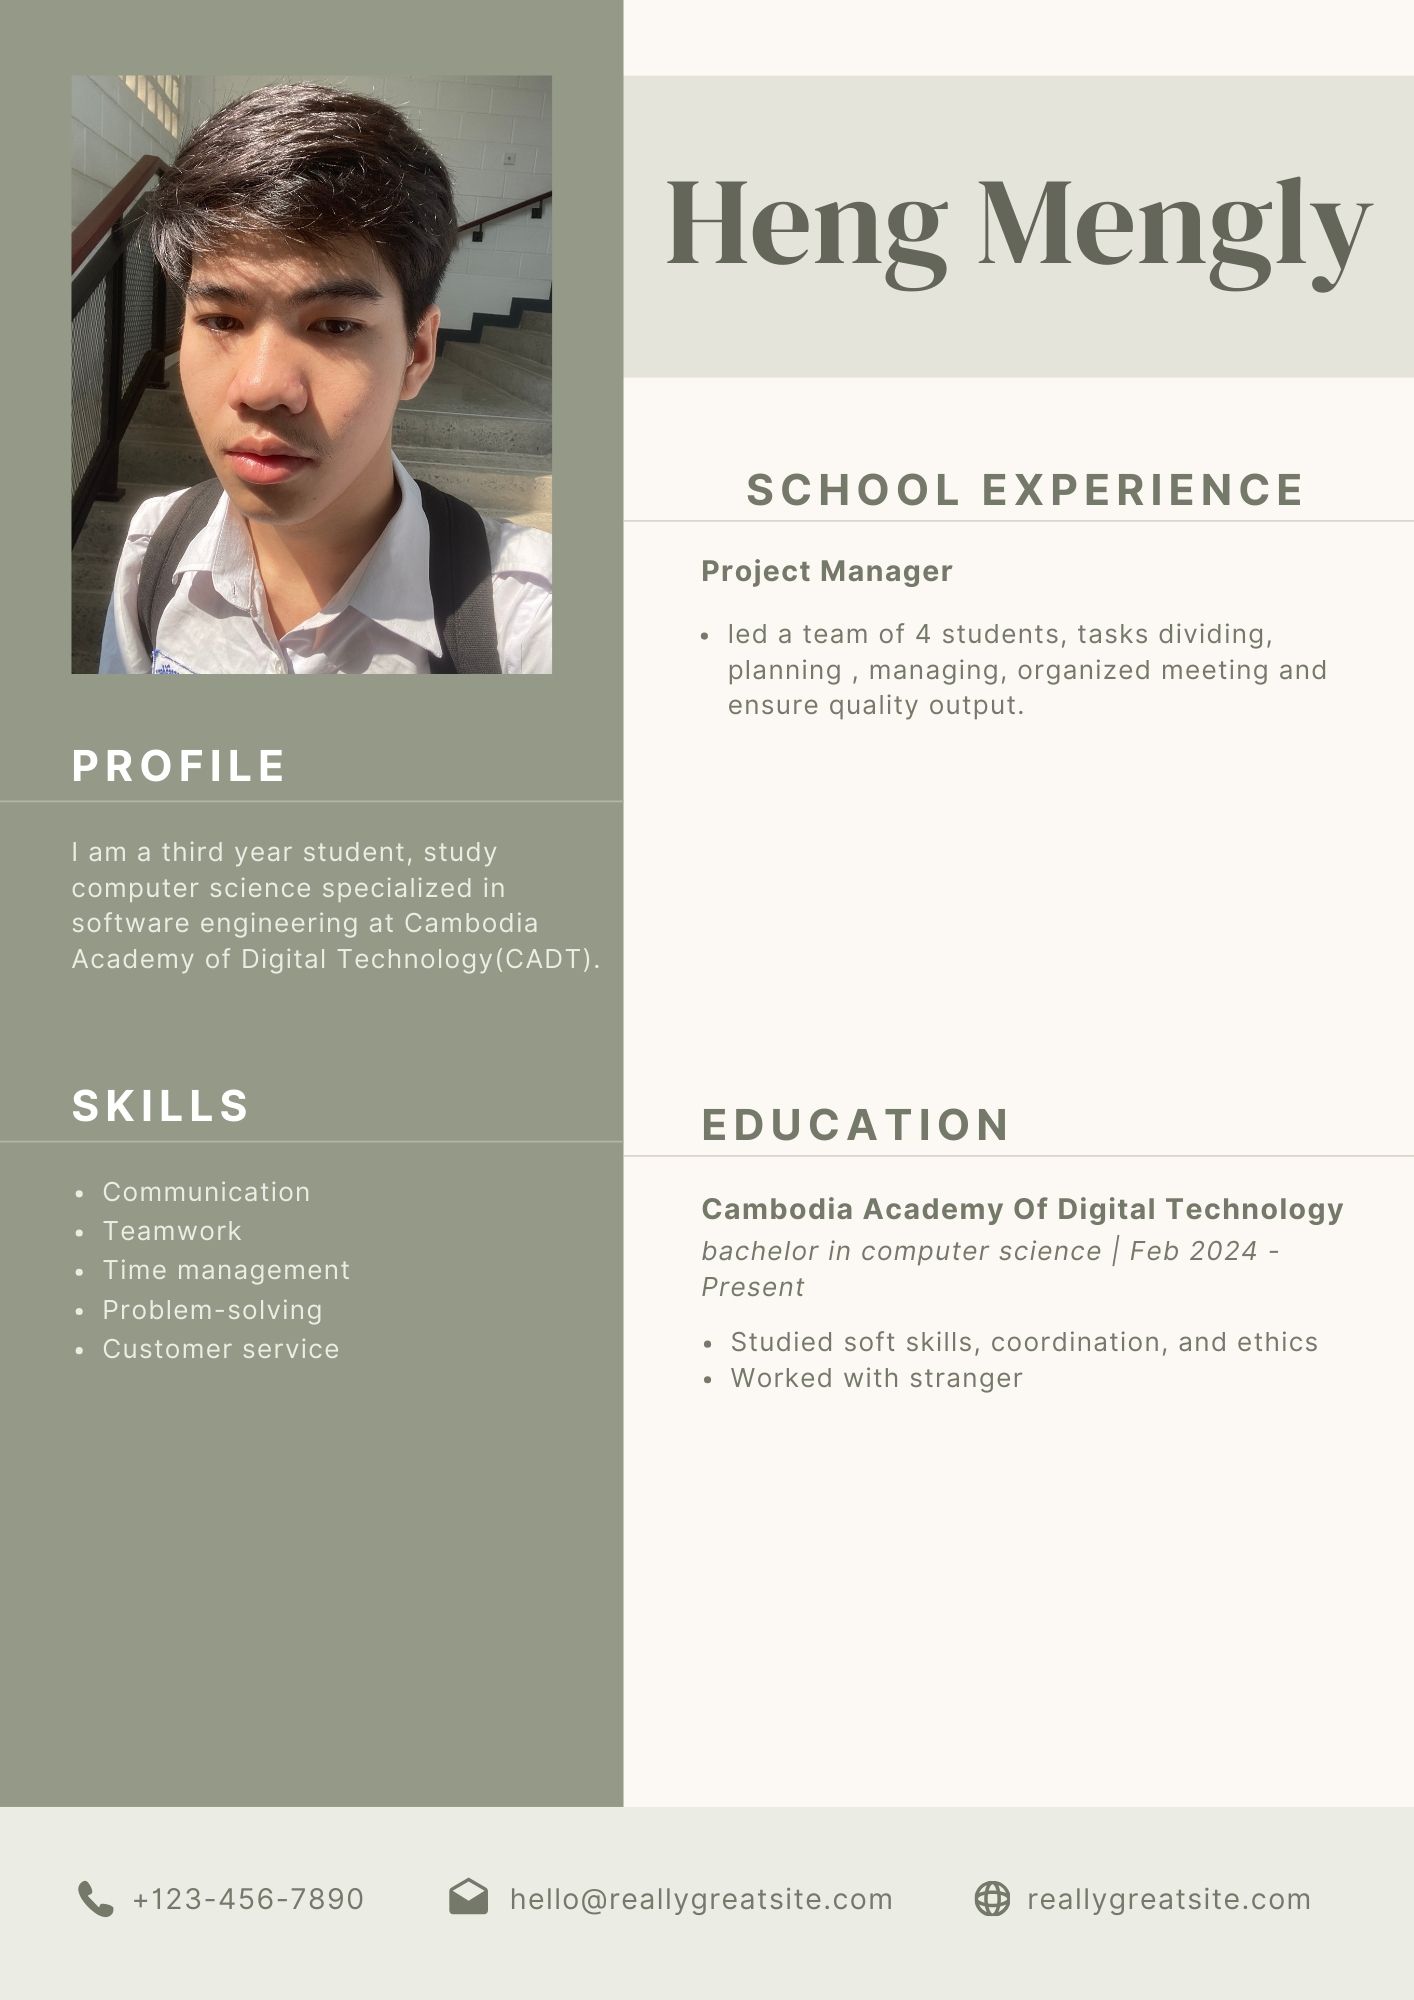 Heng Mengly
PROFILE
I am a third year student, study
computer science specialized in
software engineering at Cambodia
Academy of Digital Technology(CADT).
SKILLS
• Communication
• Teamwork
• Time management
• Problem-solving
• Customer service
SCHOOL EXPERIENCE
Project Manager
• led a team of 4 students, tasks dividing,
planning , managing, organized meeting and
ensure quality output.
EDUCATION
Cambodia Academy Of Digital Technology
bachelor in computer science | Feb 2024 -
Present
• Studied soft skills, coordination, and ethics
• Worked with stranger
+123-456-7890
hello@reallygreatsite.com
reallygreatsite.com